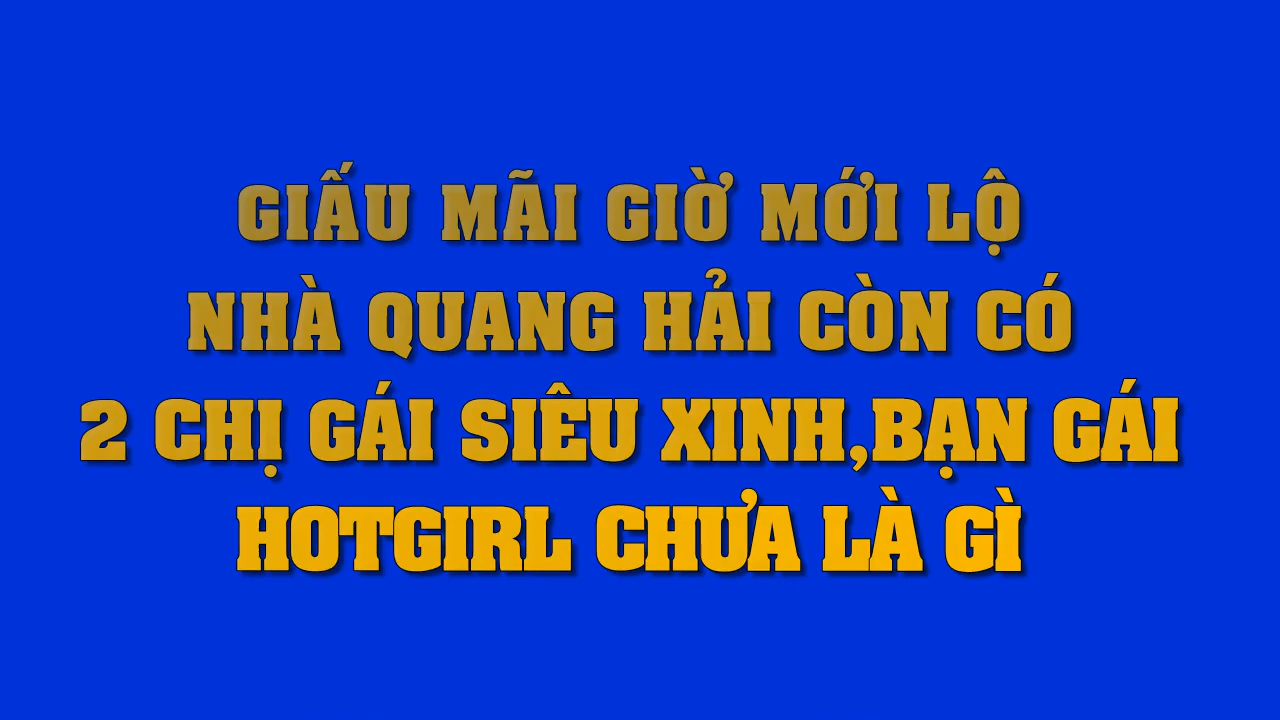 GIẤU MÃI GIỜ MỚI LỘ
NHÀ QUANG HẢI CÒN CÓ
2 CHỊ GÁI SIÊU XINH,BẠN GÁI
HOTGIRL CHƯA LÀ GÌ